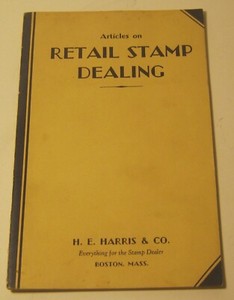 Articles on
RETAIL STAMP
DEALING
H. E. HARRIS & CO.
Everything for the Stamp Dealer
BOSTON, MASS.